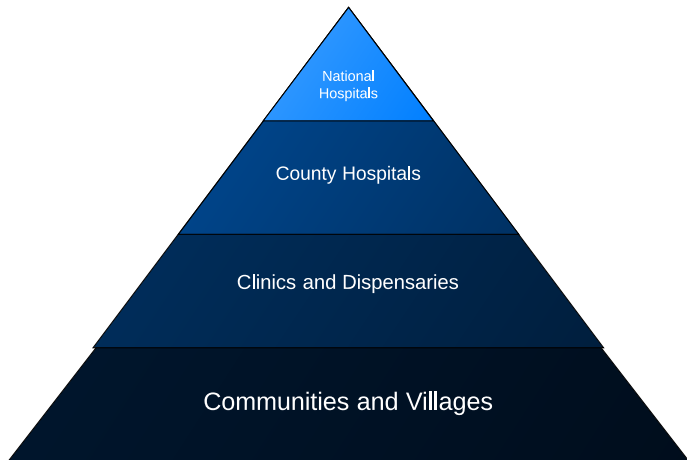 National
Hospitals
County Hospitals
Clinics and Dispensaries
Communities and Villages